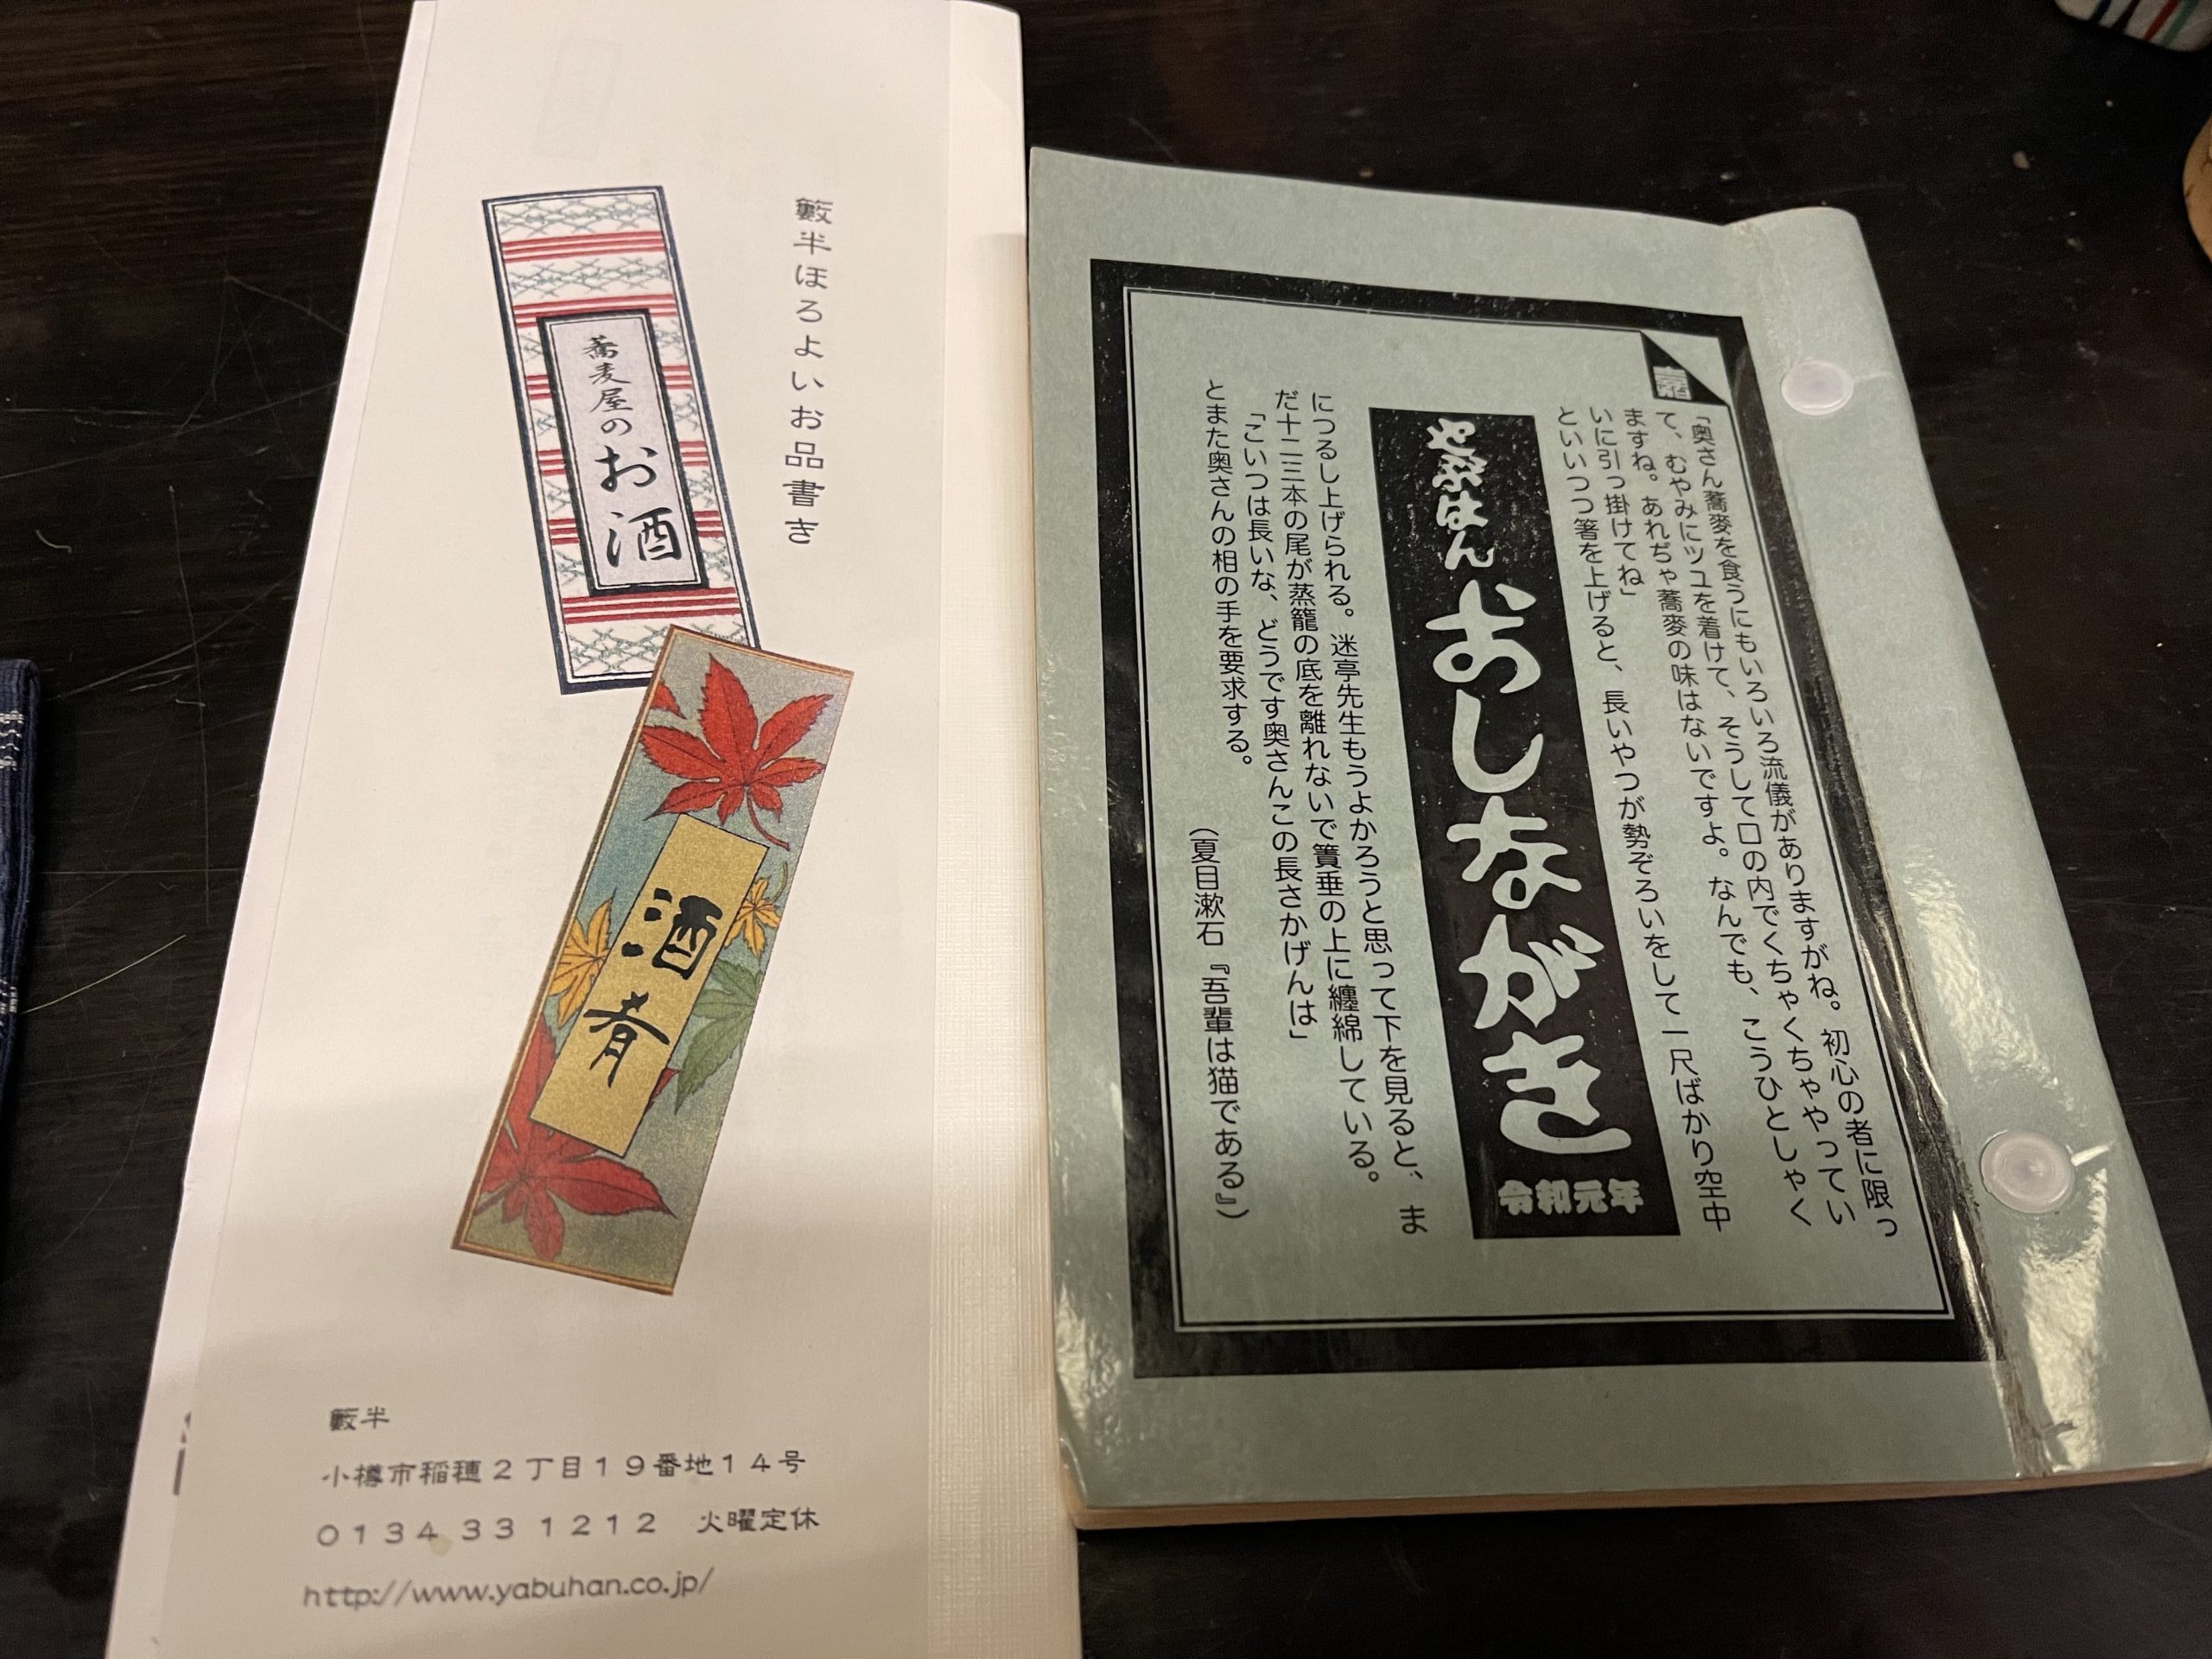 籔半ほろよいお品書き
蕎麦屋の
お酒
酒肴
籔半
小樽市稲穂２丁目１９番地１４号
０１３４ ３３ １２１２　火曜定休
http://www.yabuhan.co.jp/
「奥さん蕎麥を食うにもいろいろ流儀がありますがね。初心の者に限っ
て、むやみにツユを着けて、そうして口の内でくちゃくちゃやってい
ますね。あれぢゃ蕎麥の味はないですよ。なんでも、こうひとしゃく
いに引っ掛けてね」
といいつつ箸を上げると、長いやつが勢ぞろいをして一尺ばかり空中
やぶはん おしながき 令和元年
につるし上げられる。迷亭先生もうよかろうと思って下を見ると、ま
だ十二三本の尾が蒸籠の底を離れないで簀垂の上に纏綿している。
「こいつは長いな、どうです奥さんこの長さかげんは」
とまた奥さんの相の手を要求する。
（夏目漱石『吾輩は猫である』）